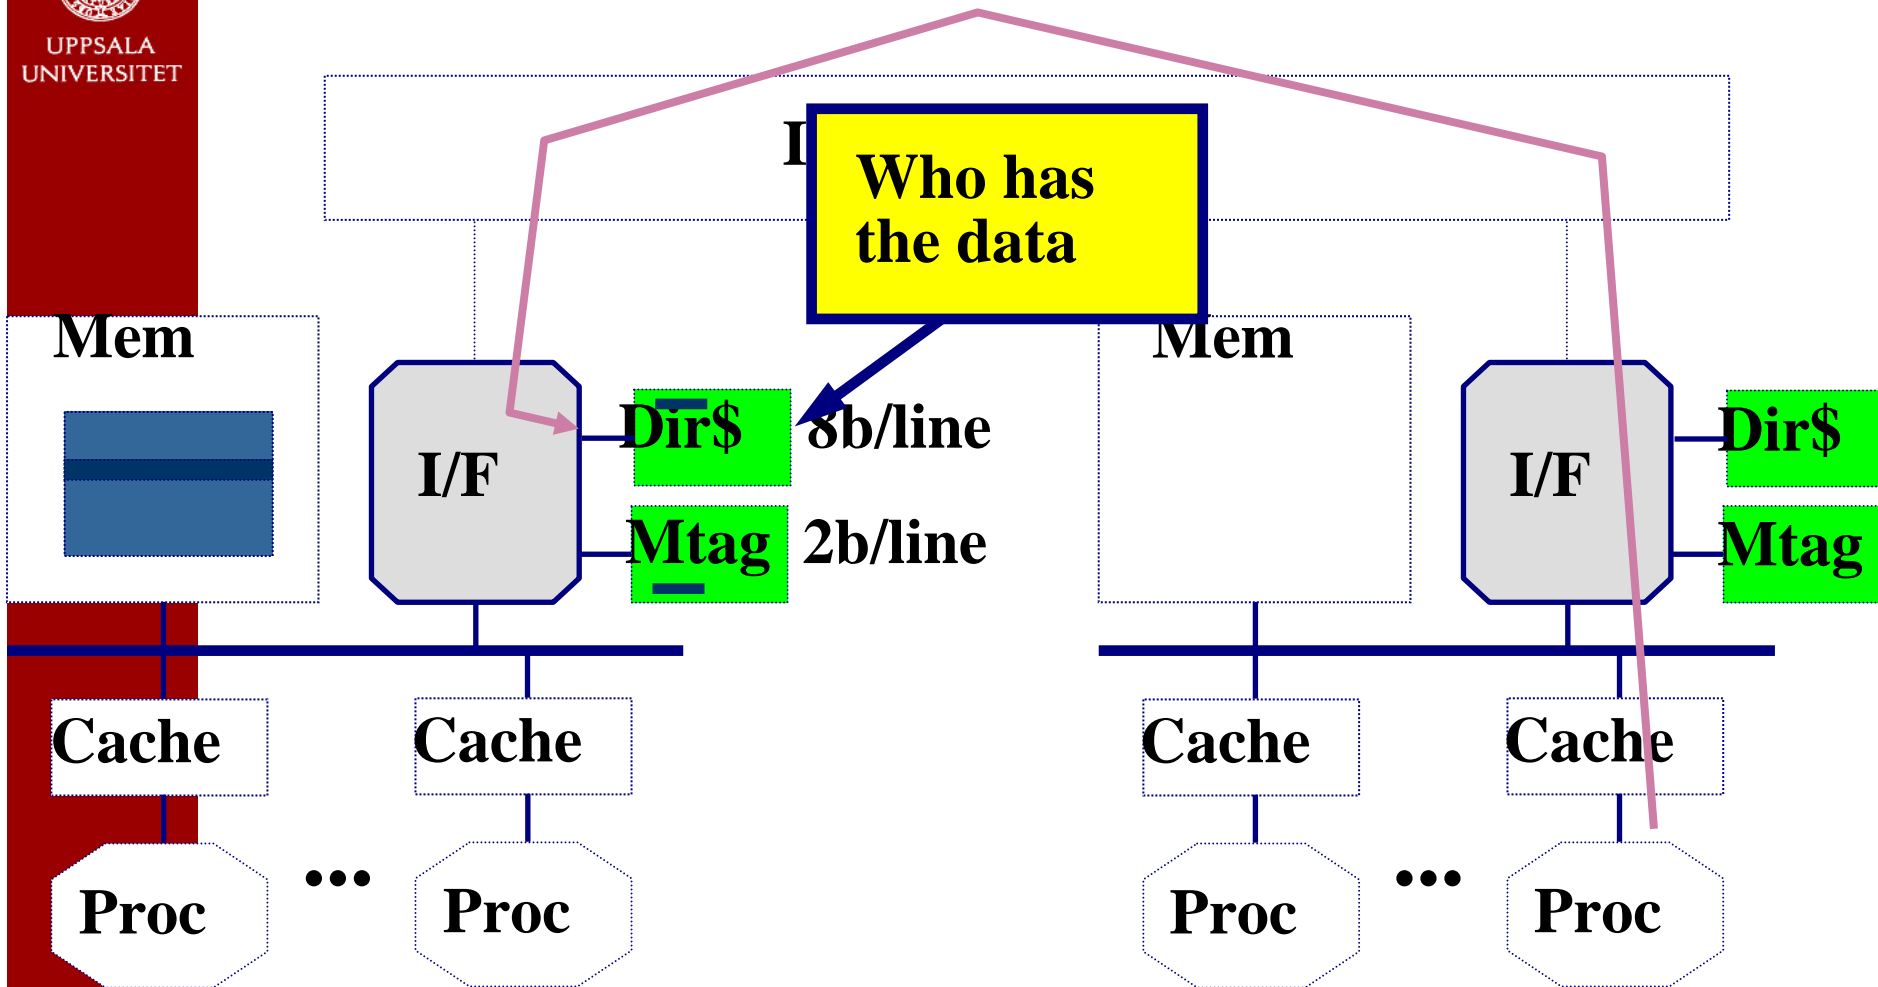 UPPSALA
UNIVERSITET
I
Who has
the data
Mem
Mem
I/F
Dir$
8b/line
Mtag
2b/line
I/F
Dir$
Mtag
Cache
Cache
Cache
Cache
Proc
•••
Proc
Proc
•••
Proc